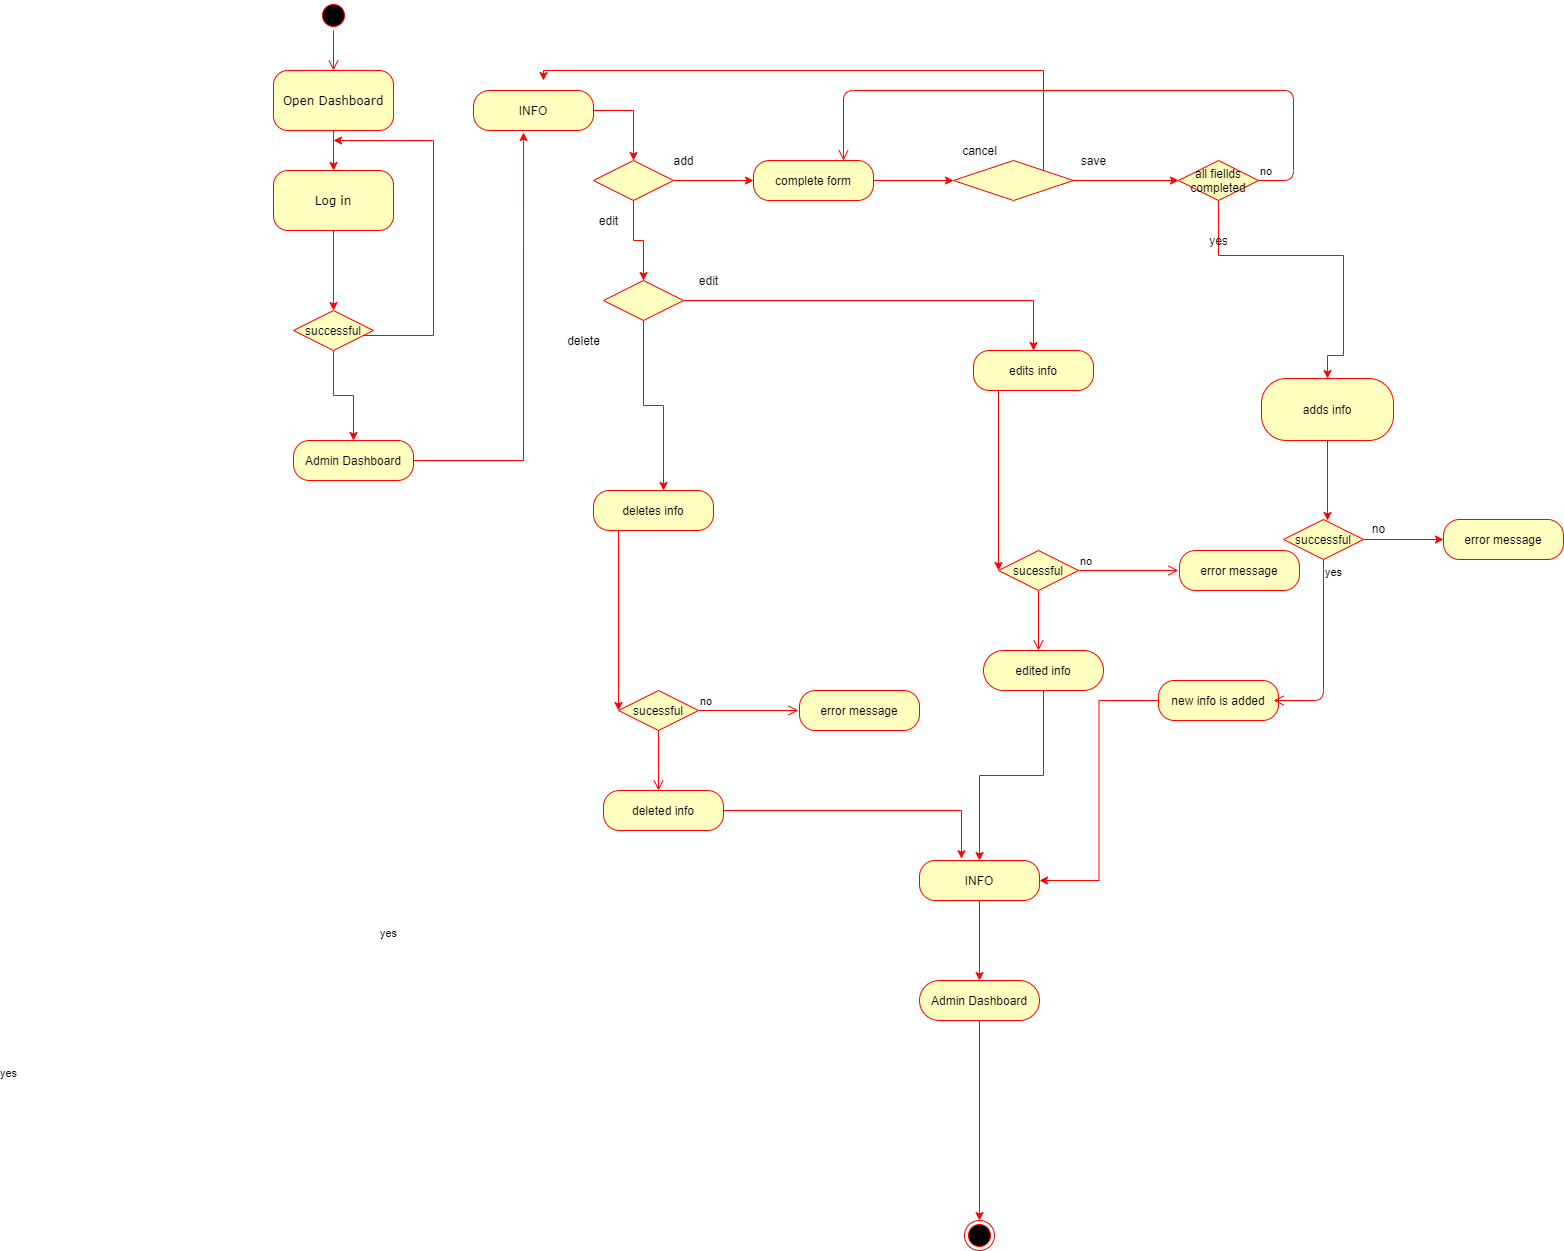 Open Dashboard
INFO
cancel
add
save
complete form
all fiellds
completed
no
Log in
edit
yes
edit
successful
delete
edits info
adds info
Admin Dashboard
deletes info
no
successful
error message
no
sucessful
error message
yes
edited info
new info is added
no
sucessful
error message
deleted info
INFO
yes
Admin Dashboard
yes